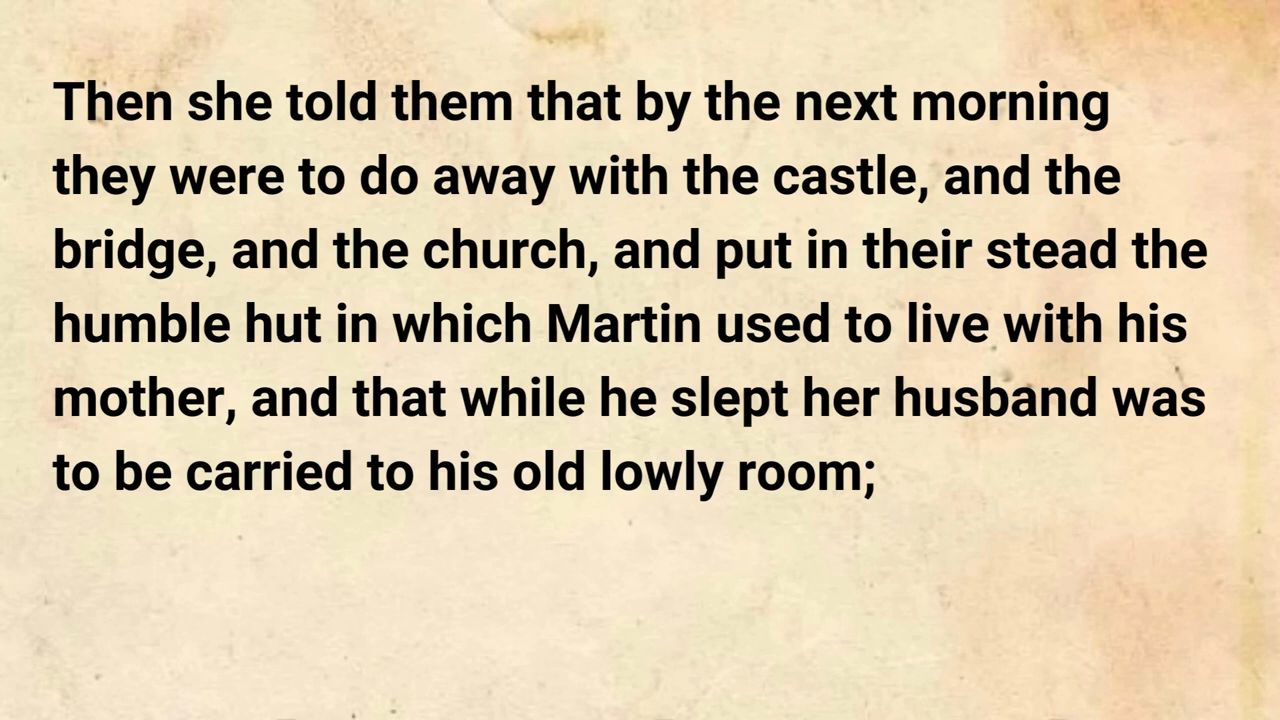 Then she told them that by the next morning
they were to do away with the castle, and the
bridge, and the church, and put in their stead the
humble hut in which Martin used to live with his
mother, and that while he slept her husband was
to be carried to his old lowly room;